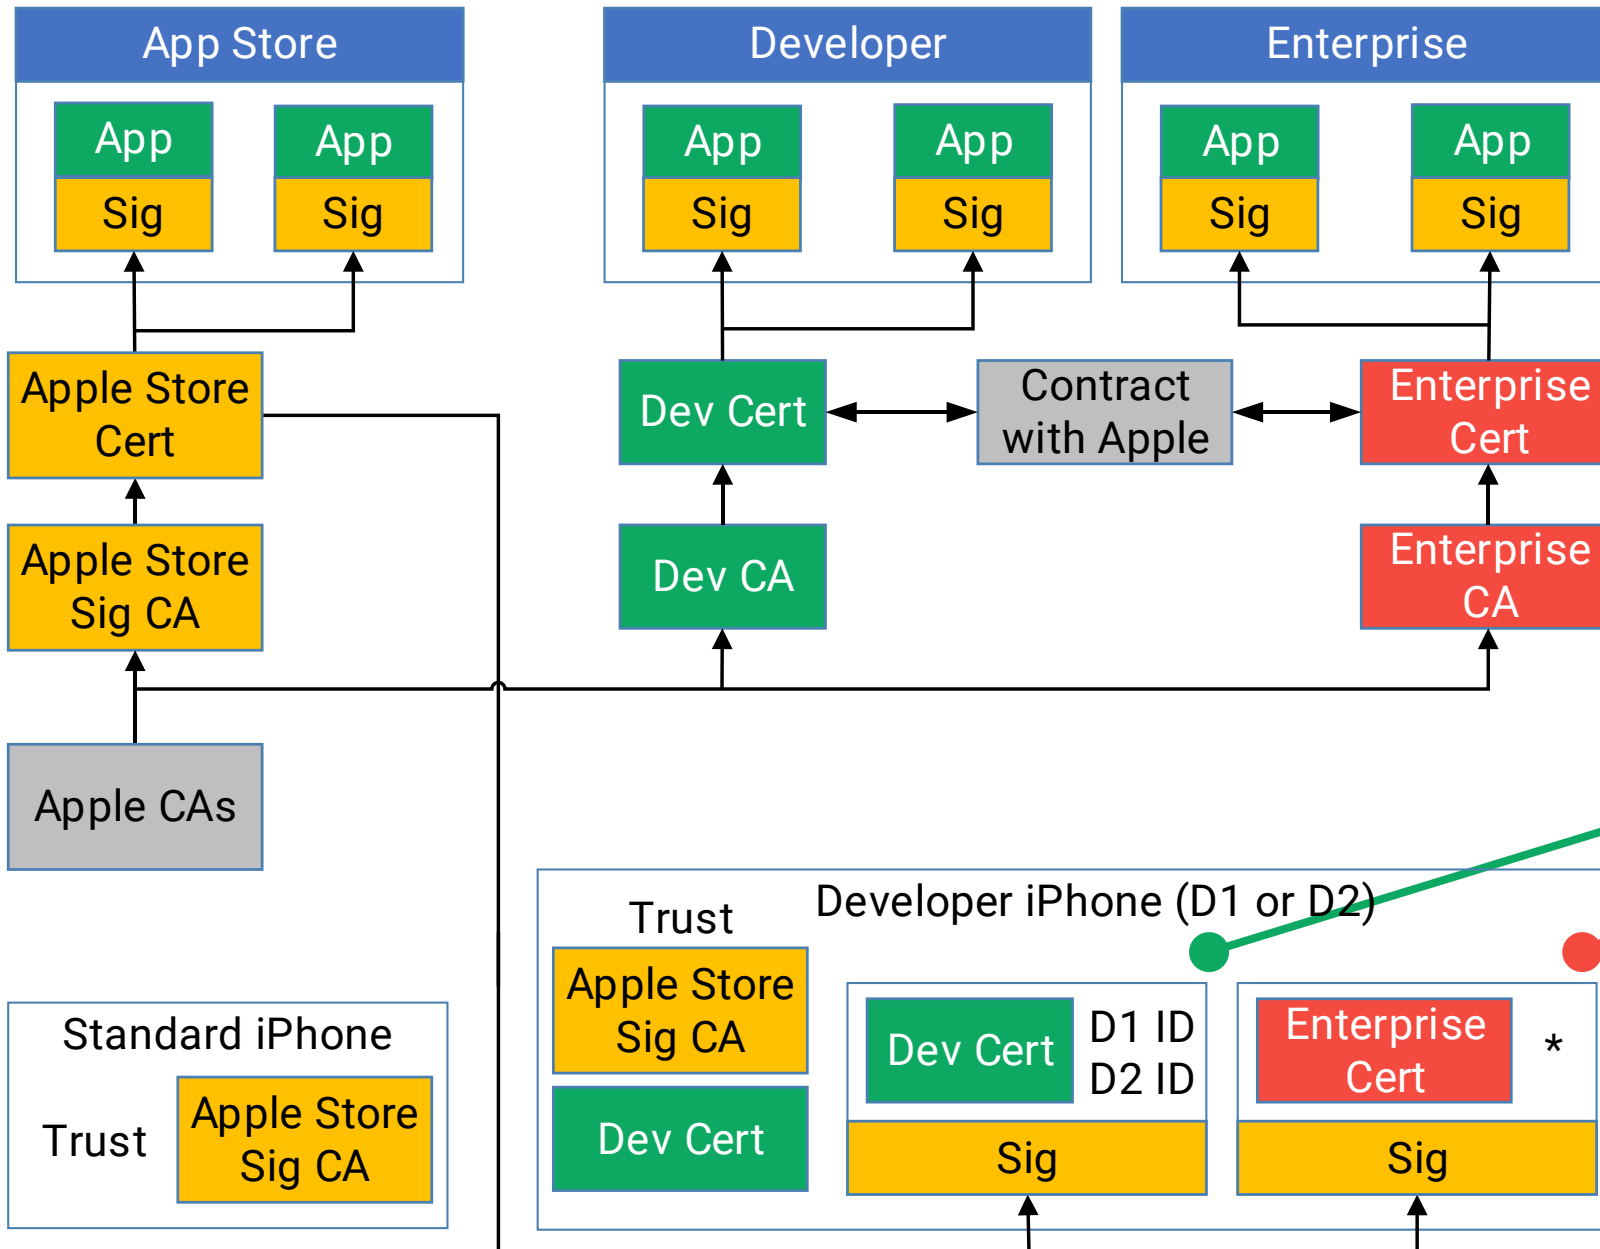 App Store
Developer
Enterprise
App
App
App
App
App
App
Sig
Sig
Sig
Sig
Sig
Sig
Apple Store
Cert
Dev Cert
Contract
with Apple
Enterprise
Cert
Apple Store
Sig CA
Dev CA
Enterprise
CA
Apple CAs
Developer iPhone (D1 or D2)
Trust
Apple Store
Sig CA
Dev Cert
Dev Cert
D1 ID
D2 ID
Sig
Enterprise
Cert
*
Sig
Standard iPhone
Trust
Apple Store
Sig CA